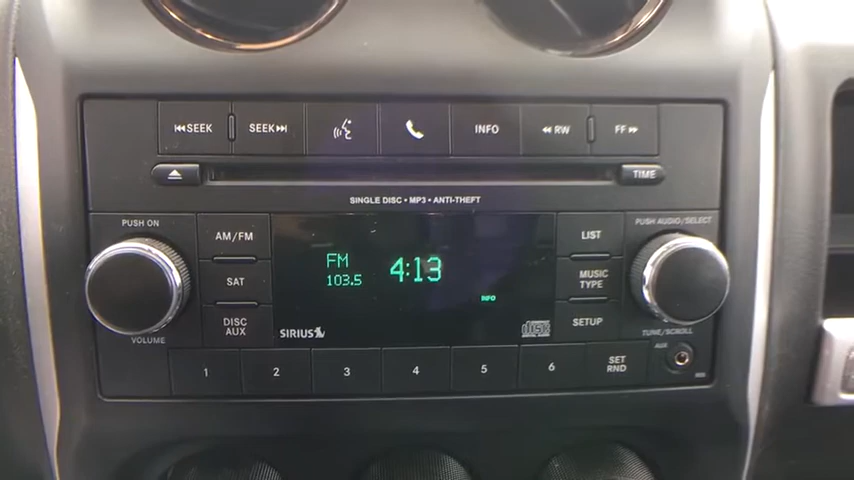 SEEK SEEK INFO RW FF
TIME
SINGLE DISC • MP3 • ANTI-THEFT
PUSH ON
PUSH AUDIO/SELECT
AM/FM
LIST
FM
4:13
103.5
SAT
MUSIC
TYPE
INFO
DISC
AUX
SETUP
SIRIUS
VOLUME
TUNE/SCROLL
AUX
1 2 3 4 5 6 SET
RND